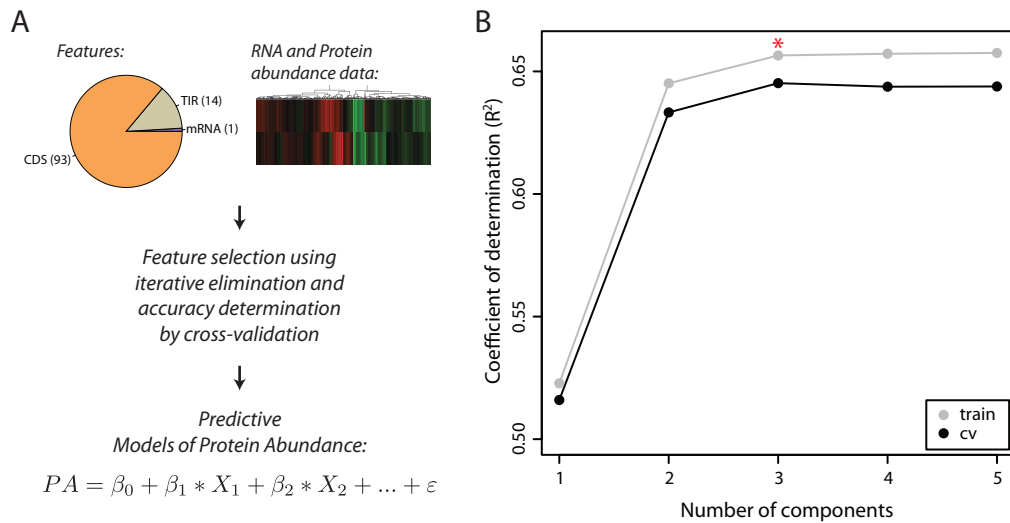 A
Features:
RNA and Protein
abundance data:
TIR (14)
mRNA (1)
CDS (93)
Feature selection using
iterative elimination and
accuracy determination
by cross-validation
Predictive
Models of Protein Abundance:
PA = β₀ + β₁ * X₁ + β₂ * X₂ + ... + ε
B
*
Coefficient of determination (R²)
0.65
0.60
0.55
0.50
train
cv
1 2 3 4 5
Number of components